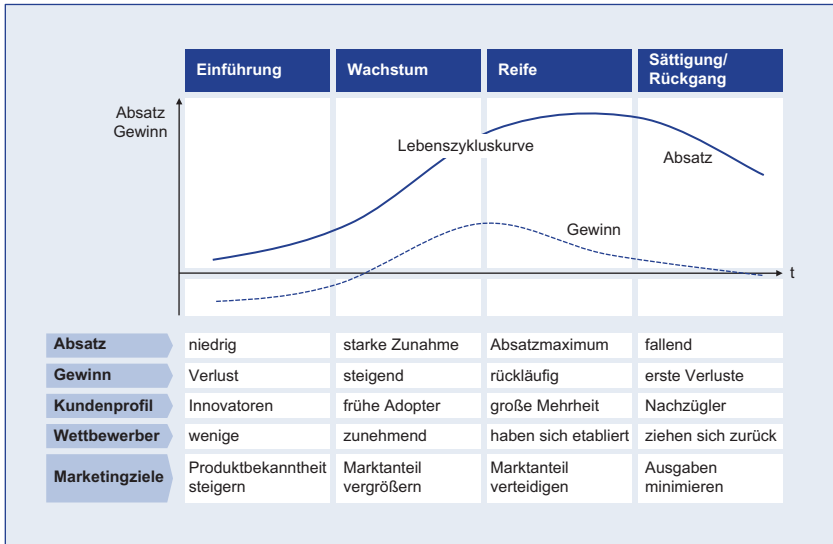 Einführung
Wachstum
Reife
Sättigung/
Rückgang
Absatz
Gewinn
Lebenszykluskurve
Absatz
Gewinn
t
Absatz
niedrig
starke Zunahme
Absatzmaximum
fallend
Gewinn
Verlust
steigend
rückläufig
erste Verluste
Kundenprofil
Innovatoren
frühe Adopter
große Mehrheit
Nachzügler
Wettbewerber
wenige
zunehmend
haben sich etabliert
ziehen sich zurück
Marketingziele
Produktbekanntheit
steigern
Marktanteil
vergrößern
Marktanteil
verteidigen
Ausgaben
minimieren